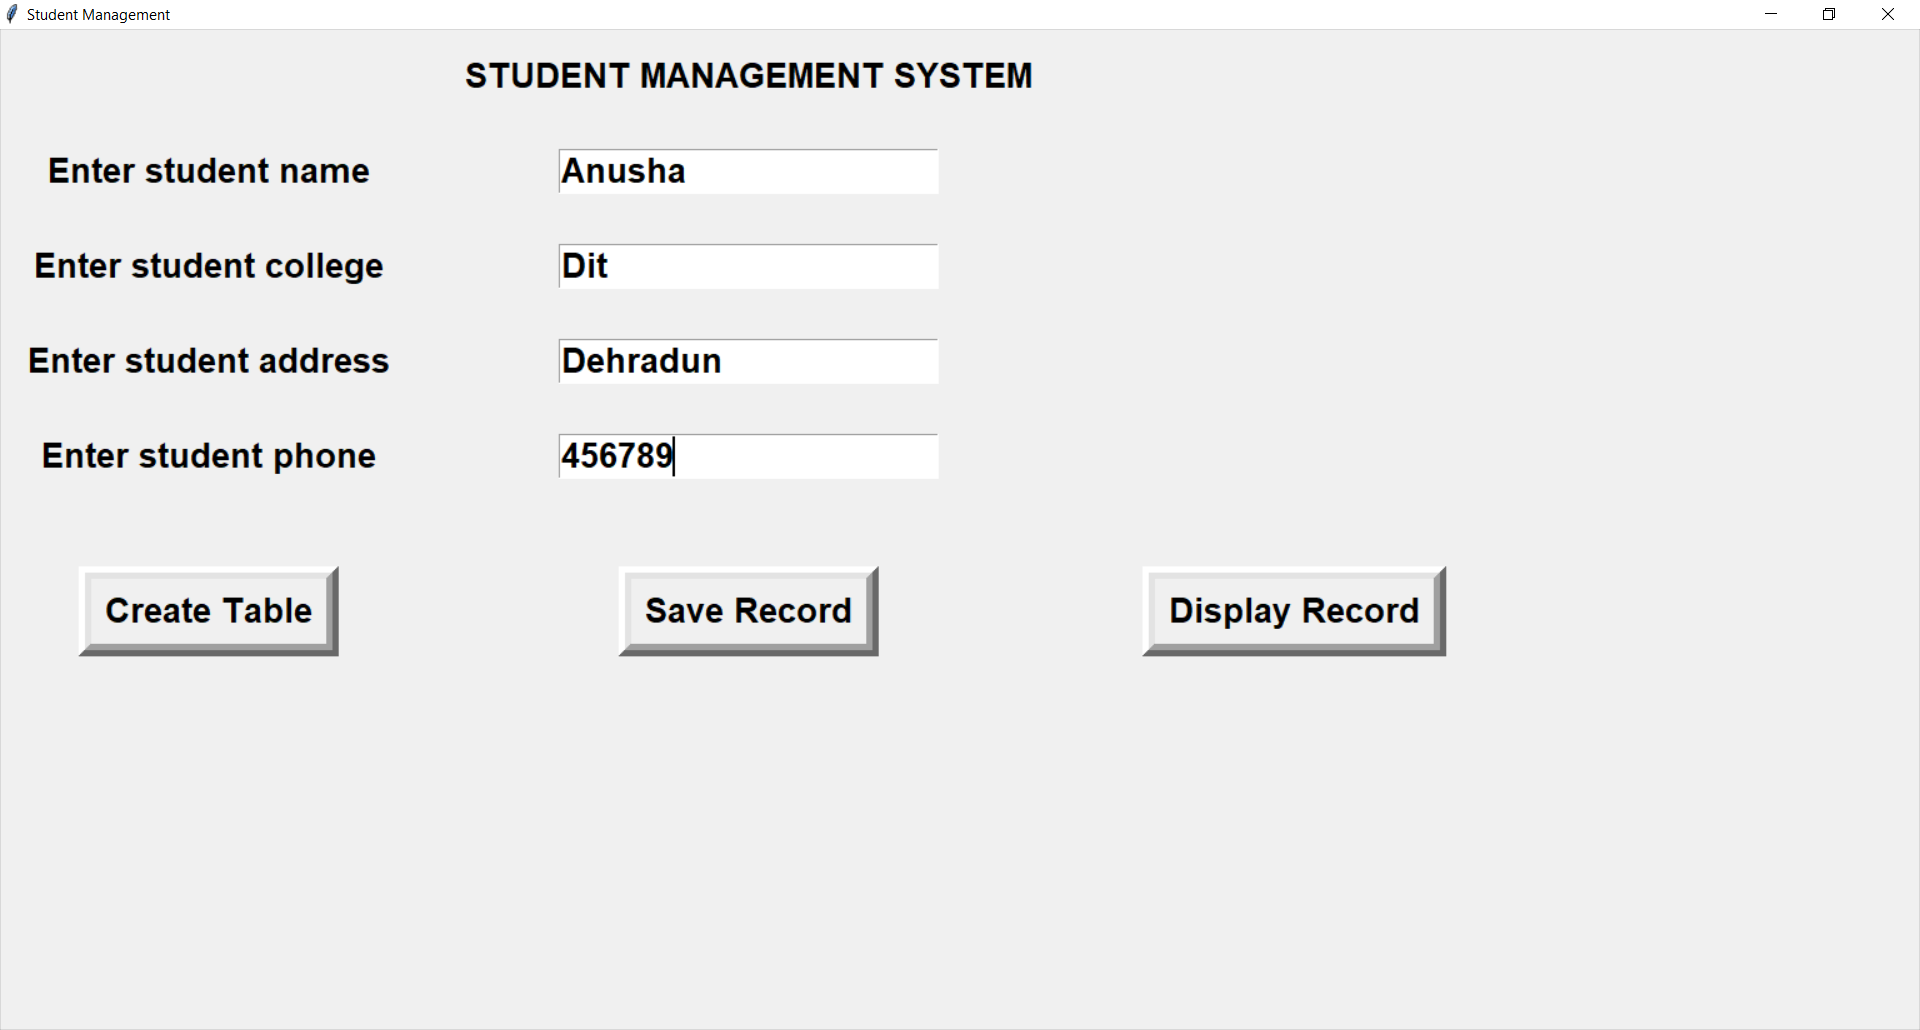 Student Management
STUDENT MANAGEMENT SYSTEM
Enter student name Anusha
Enter student college Dit
Enter student address Dehradun
Enter student phone 456789
Create Table Save Record Display Record